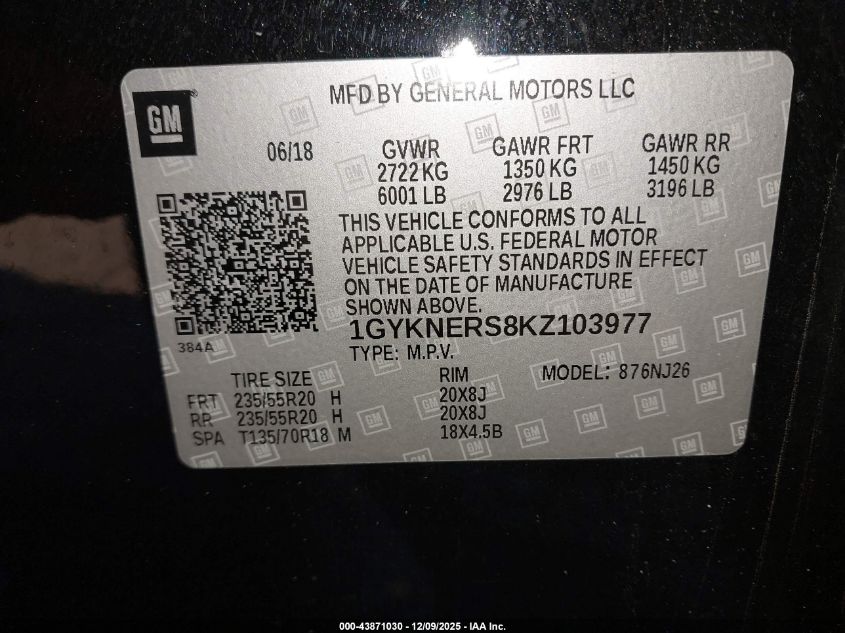 MFD BY GENERAL MOTORS LLC
GM
06/18 GVWR GAWR FRT GAWR RR
2722 KG 1350 KG 1450 KG
6001 LB 2976 LB 3196 LB
THIS VEHICLE CONFORMS TO ALL
APPLICABLE U.S. FEDERAL MOTOR
VEHICLE SAFETY STANDARDS IN EFFECT
ON THE DATE OF MANUFACTURE
SHOWN ABOVE.
1GYKNERS8KZ103977
384A
TYPE: M.P.V.
TIRE SIZE RIM MODEL: 876NJ26
FRT 235/55R20 H 20X8J
RR 235/55R20 H 20X8J
SPA T135/70R18 M 18X4.5B
000-43871030 - 12/09/2025 - IAA Inc.